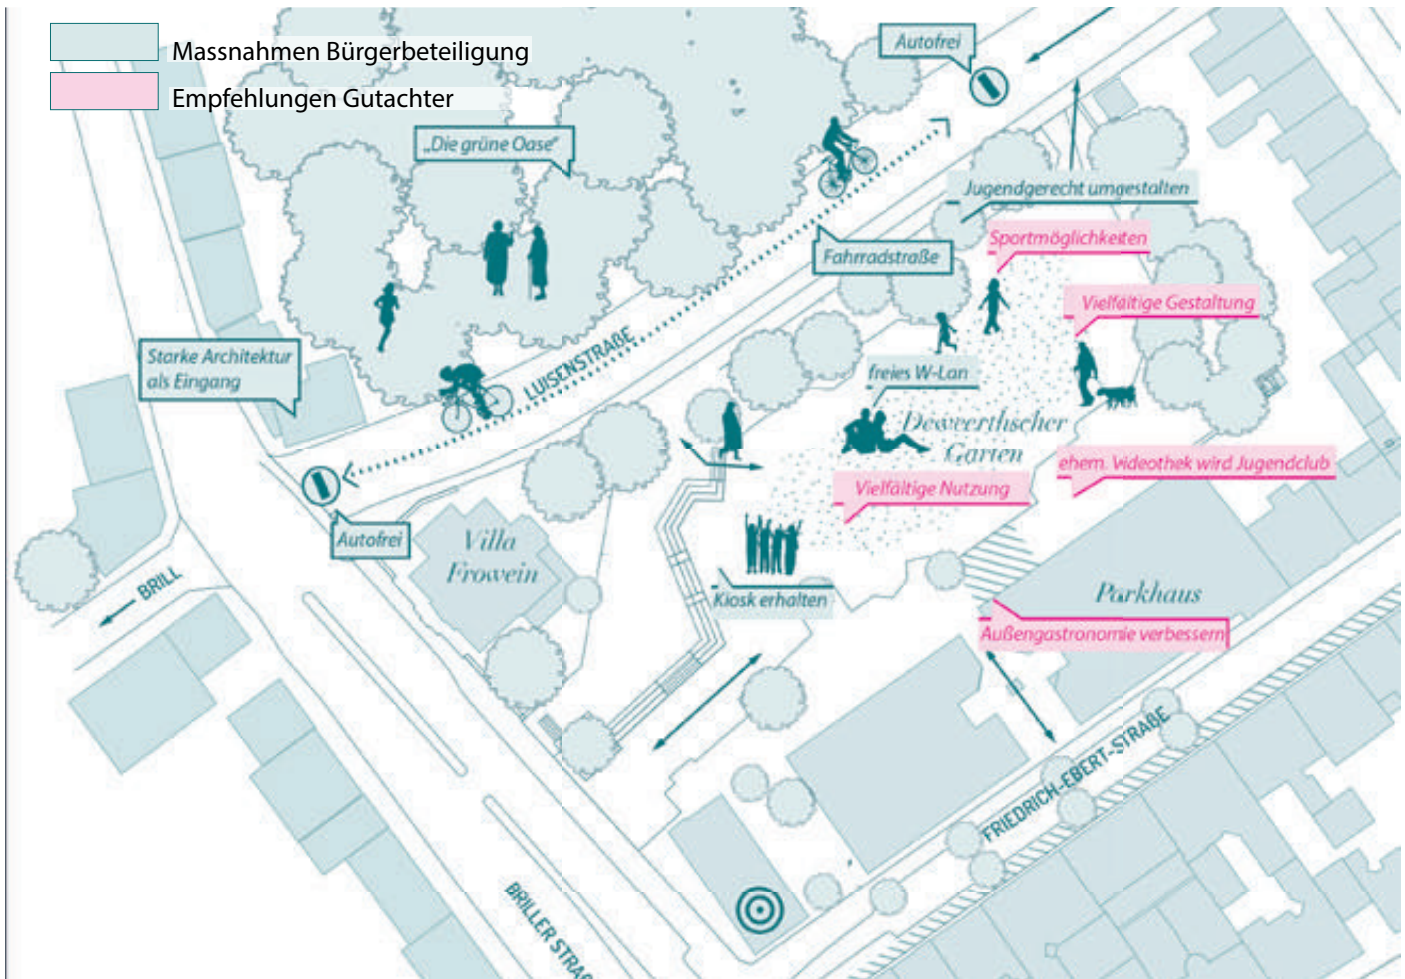 Massnahmen Bürgerbeteiligung
Empfehlungen Gutachter
Autofrei
„Die grüne Oase“
Jugendgerecht umgestalten
Sportmöglichkeiten
Fahrradstraße
Vielfältige Gestaltung
LUISENSTRAßE
Starke Architektur
als Eingang
freies W-Lan
Deweerthscher
Garten
ehem. Videothek wird Jugendclub
Vielfältige Nutzung
Autofrei
Villa
Frowein
BRILL
Kiosk erhalten
Parkhaus
Außengastronomie verbessern
FRIEDRICH-EBERT-STRAßE
BRILLER STRAß